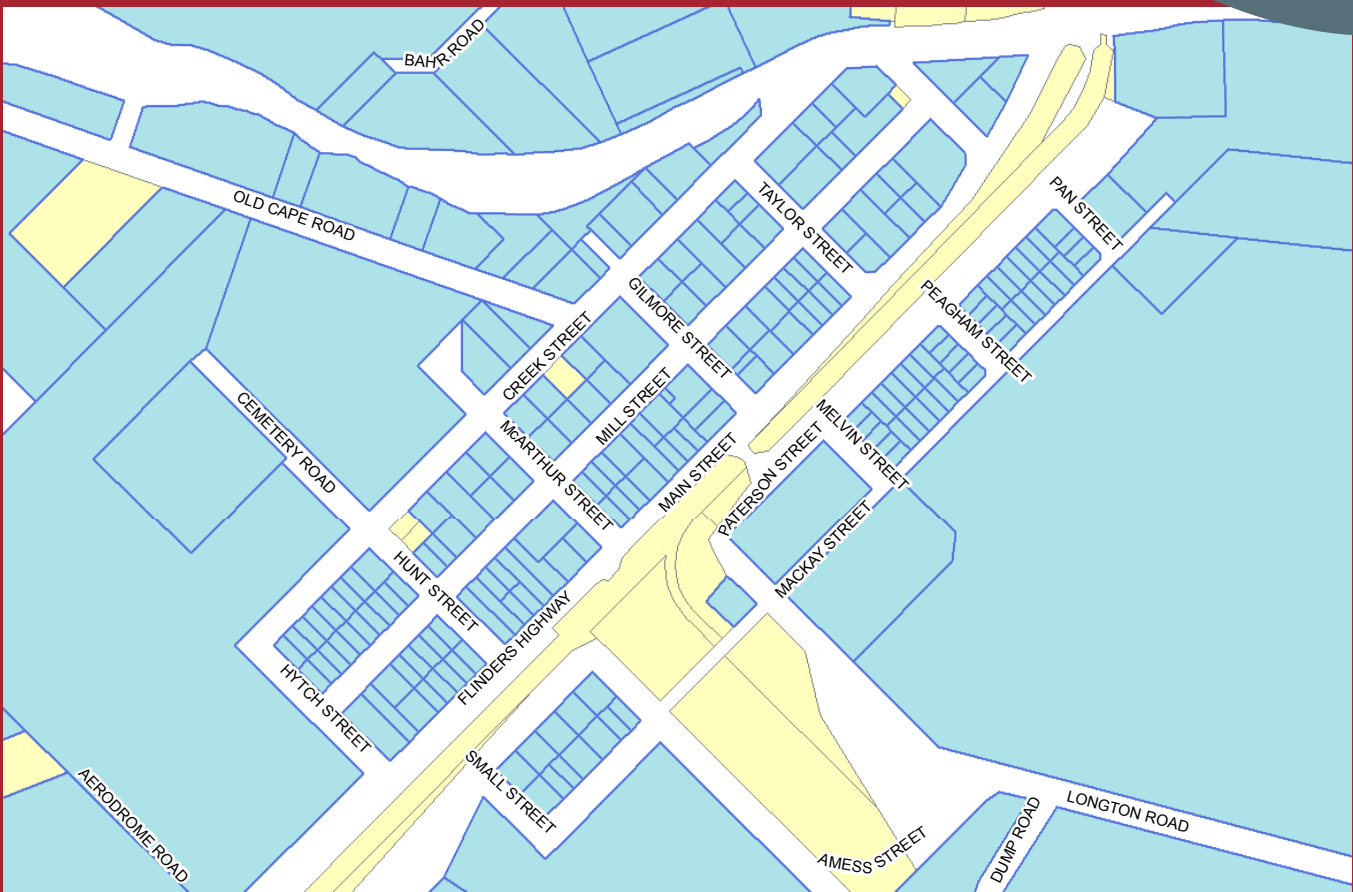 BAHR ROAD
OLD CAPE ROAD
TAYLOR STREET
PAN STREET
GILMORE STREET
PEAGHAM STREET
CREEK STREET
MILL STREET
CEMETERY ROAD
McARTHUR STREET
MAIN STREET
MELVIN STREET
PATERSON STREET
MACKAY STREET
HUNT STREET
FLINDERS HIGHWAY
HYTCH STREET
SMALL STREET
AERODROME ROAD
AMESS STREET
DUMP ROAD
LONGTON ROAD